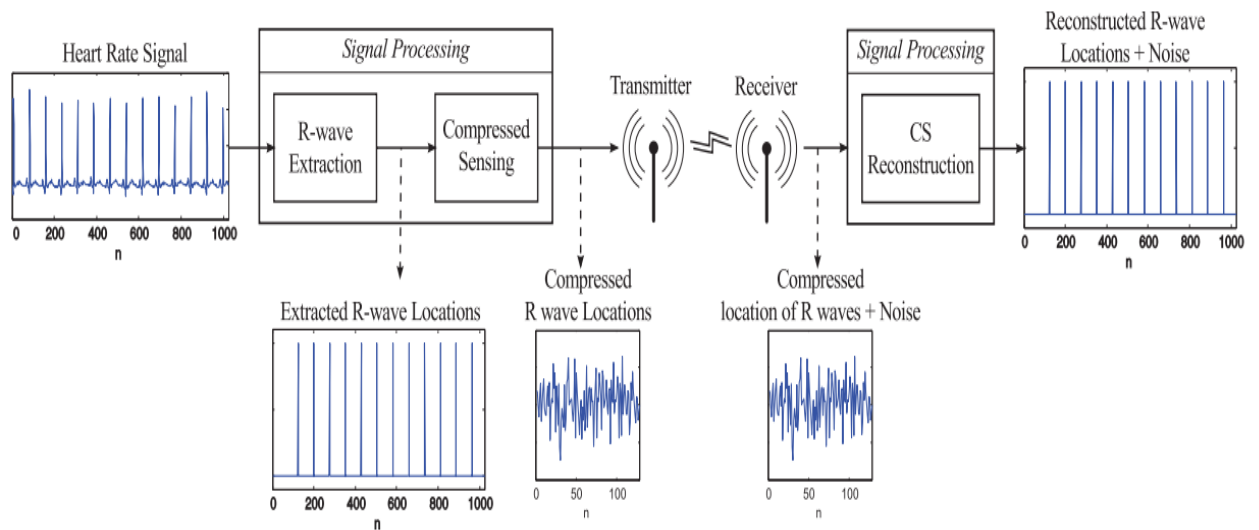 Heart Rate Signal
0 200 400 600 800 1000
n
Signal Processing
R-wave
Extraction
Compressed
Sensing
Transmitter
Receiver
Signal Processing
CS
Reconstruction
Reconstructed R-wave
Locations + Noise
0 200 400 600 800 1000
n
Extracted R-wave Locations
0 200 400 600 800 1000
n
Compressed
R wave Locations
0 50 100
n
Compressed
location of R waves + Noise
0 50 100
n